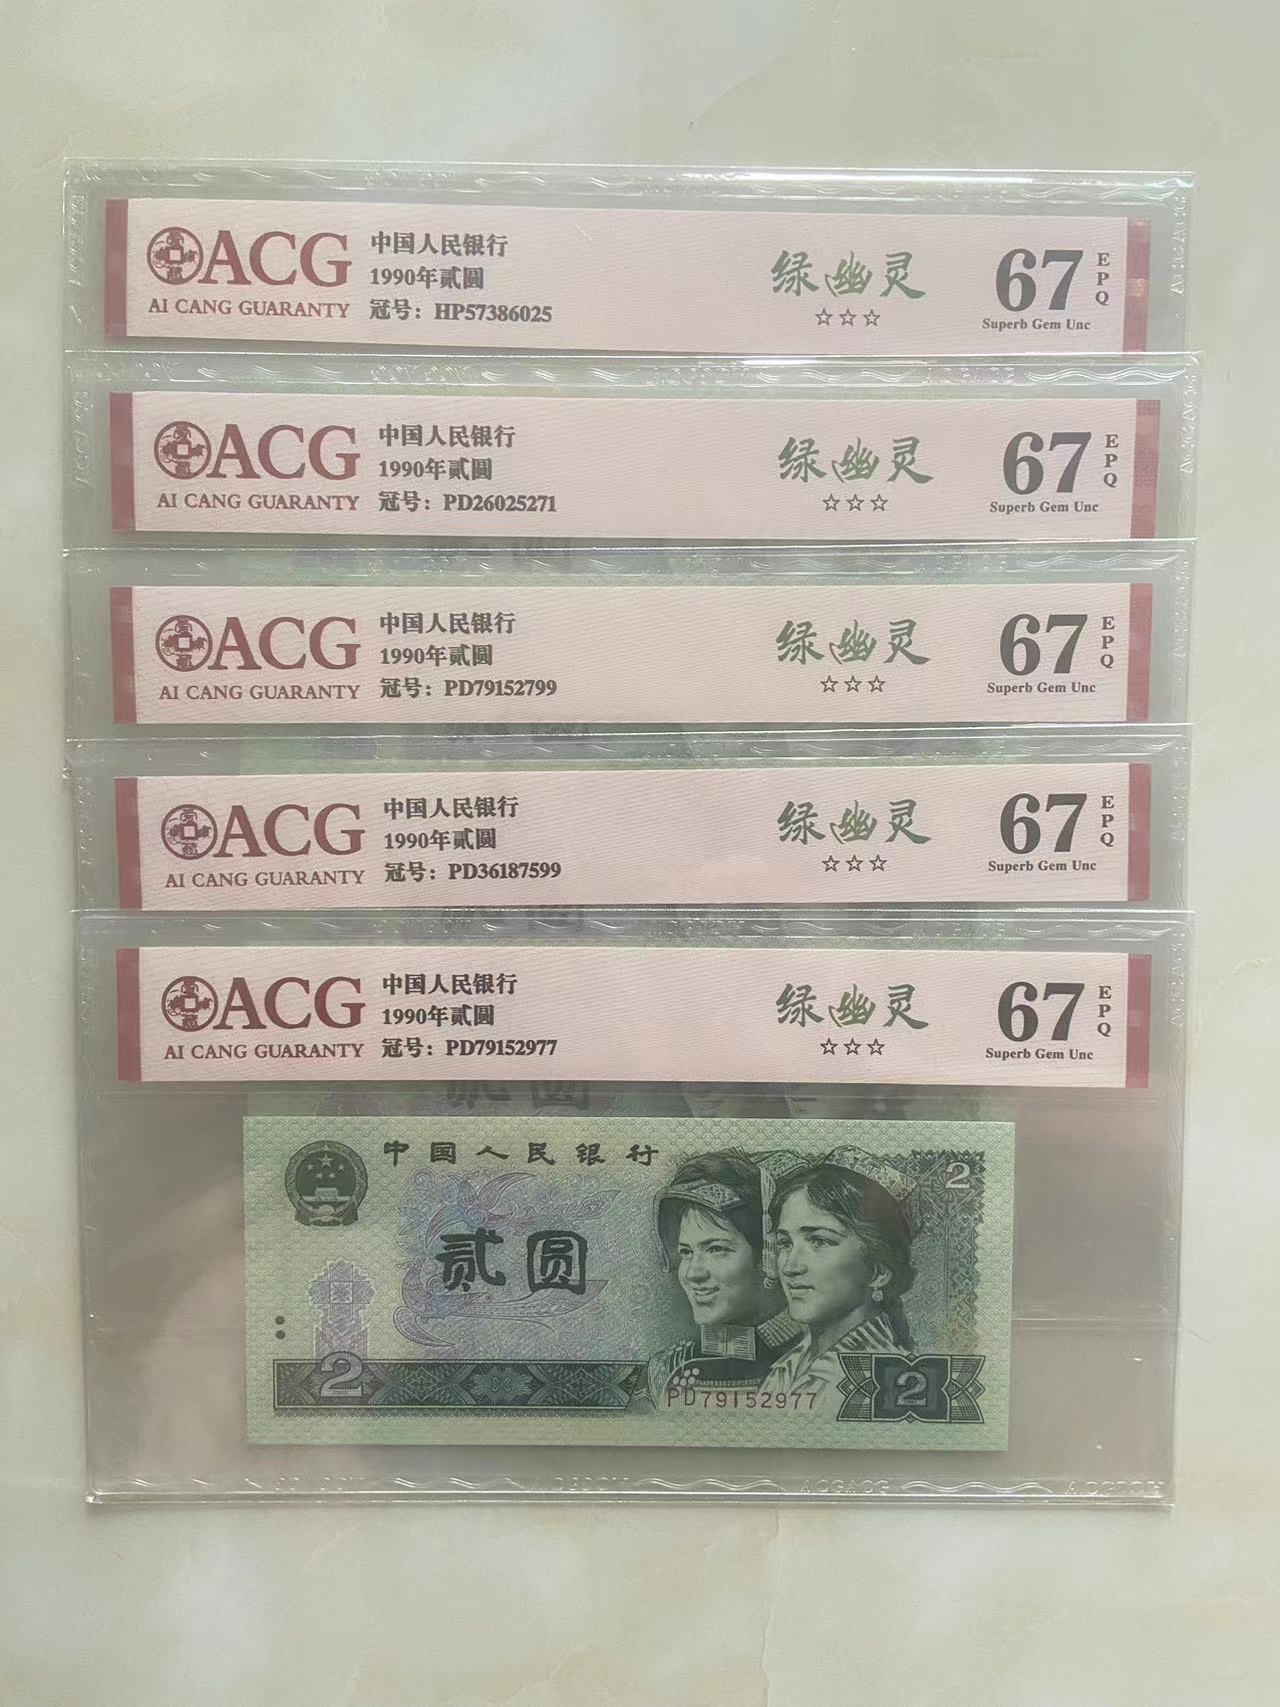 ACG
AI CANG GUARANTY
中国人民银行
1990年贰圆
冠号：HP57386025
绿幽灵
☆☆☆
67
EPQ
Superb Gem Unc
ACG
AI CANG GUARANTY
中国人民银行
1990年贰圆
冠号：PD26025271
绿幽灵
☆☆☆
67
EPQ
Superb Gem Unc
ACG
AI CANG GUARANTY
中国人民银行
1990年贰圆
冠号：PD79152799
绿幽灵
☆☆☆
67
EPQ
Superb Gem Unc
ACG
AI CANG GUARANTY
中国人民银行
1990年贰圆
冠号：PD36187599
绿幽灵
☆☆☆
67
EPQ
Superb Gem Unc
ACG
AI CANG GUARANTY
中国人民银行
1990年贰圆
冠号：PD79152977
绿幽灵
☆☆☆
67
EPQ
Superb Gem Unc
中国人民银行
2
贰圆
2
PD79152977
2
ACGACG